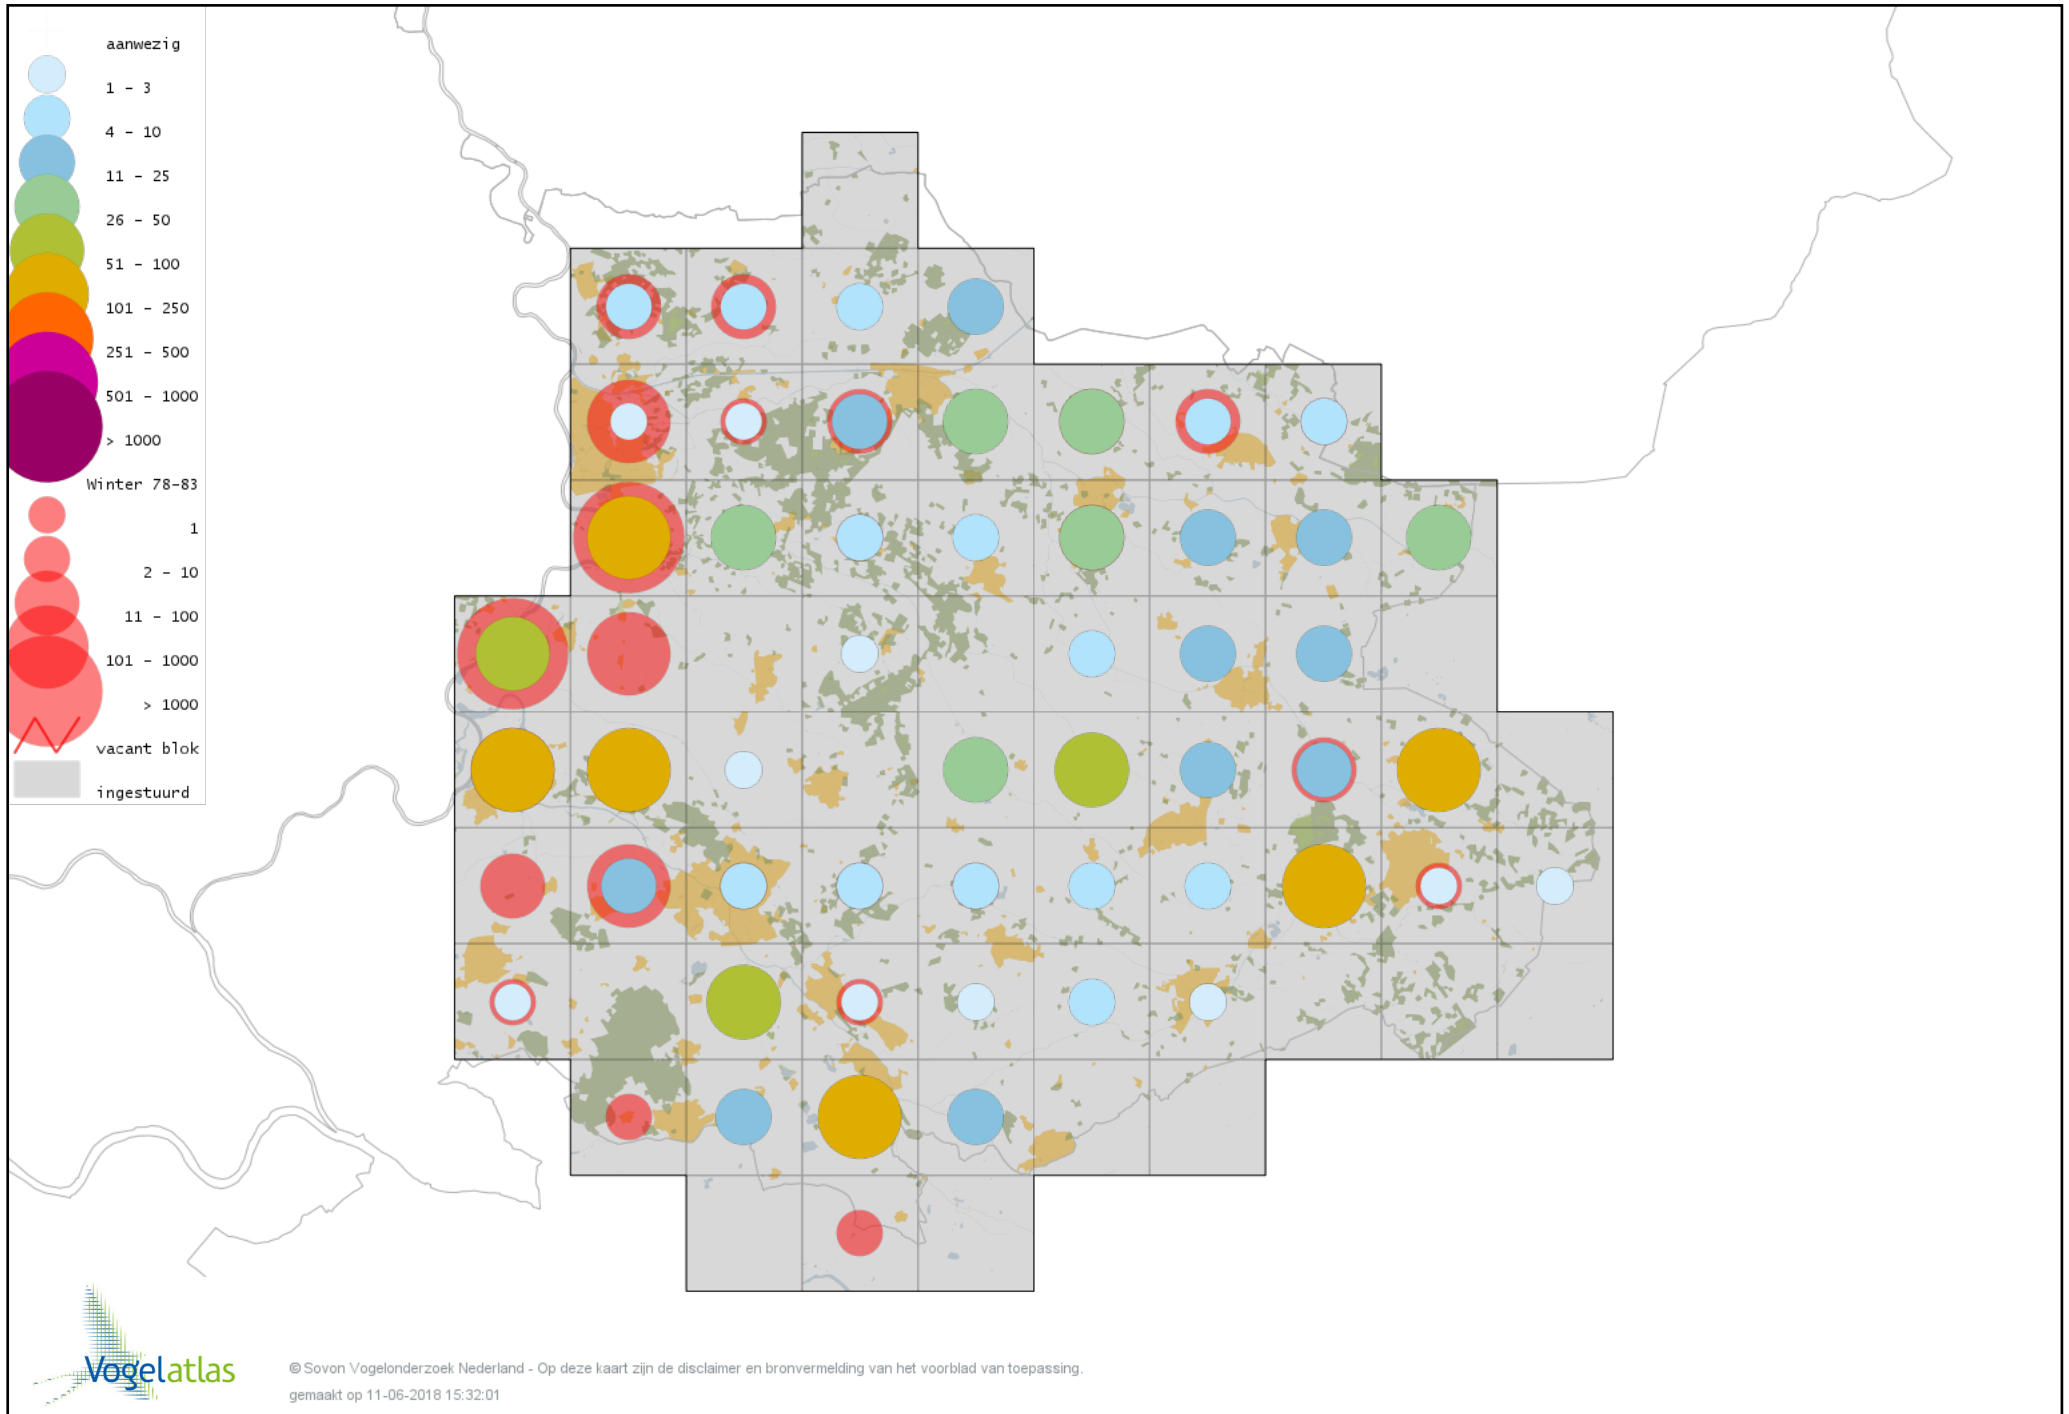 aanwezig
1 - 3
4 - 10
11 - 25
26 - 50
51 - 100
101 - 250
251 - 500
501 - 1000
> 1000
Winter 78-83
1
2 - 10
11 - 100
101 - 1000
> 1000
vacant blok
ingestuurd
Vogelatlas
© Sovon Vogelonderzoek Nederland - Op deze kaart zijn de disclaimer en bronvermelding van het voorblad van toepassing.
gemaakt op 11-06-2018 15:32:01